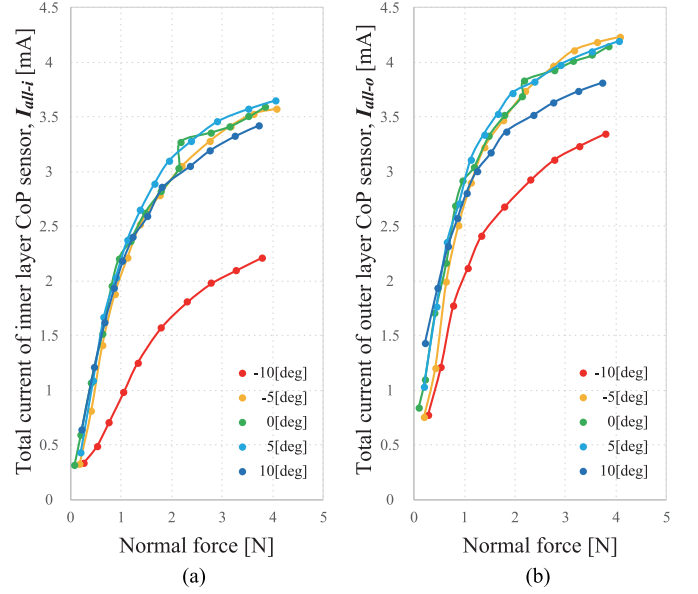 Total current of inner layer CoP sensor, I_all-i [mA]
4.5
4
3.5
3
2.5
2
1.5
1
0.5
0
0
1
2
3
4
5
-10[deg]
-5[deg]
0[deg]
5[deg]
10[deg]
Normal force [N]
(a)
Total current of outer layer CoP sensor, I_all-o [mA]
4.5
4
3.5
3
2.5
2
1.5
1
0.5
0
0
1
2
3
4
5
-10[deg]
-5[deg]
0[deg]
5[deg]
10[deg]
Normal force [N]
(b)